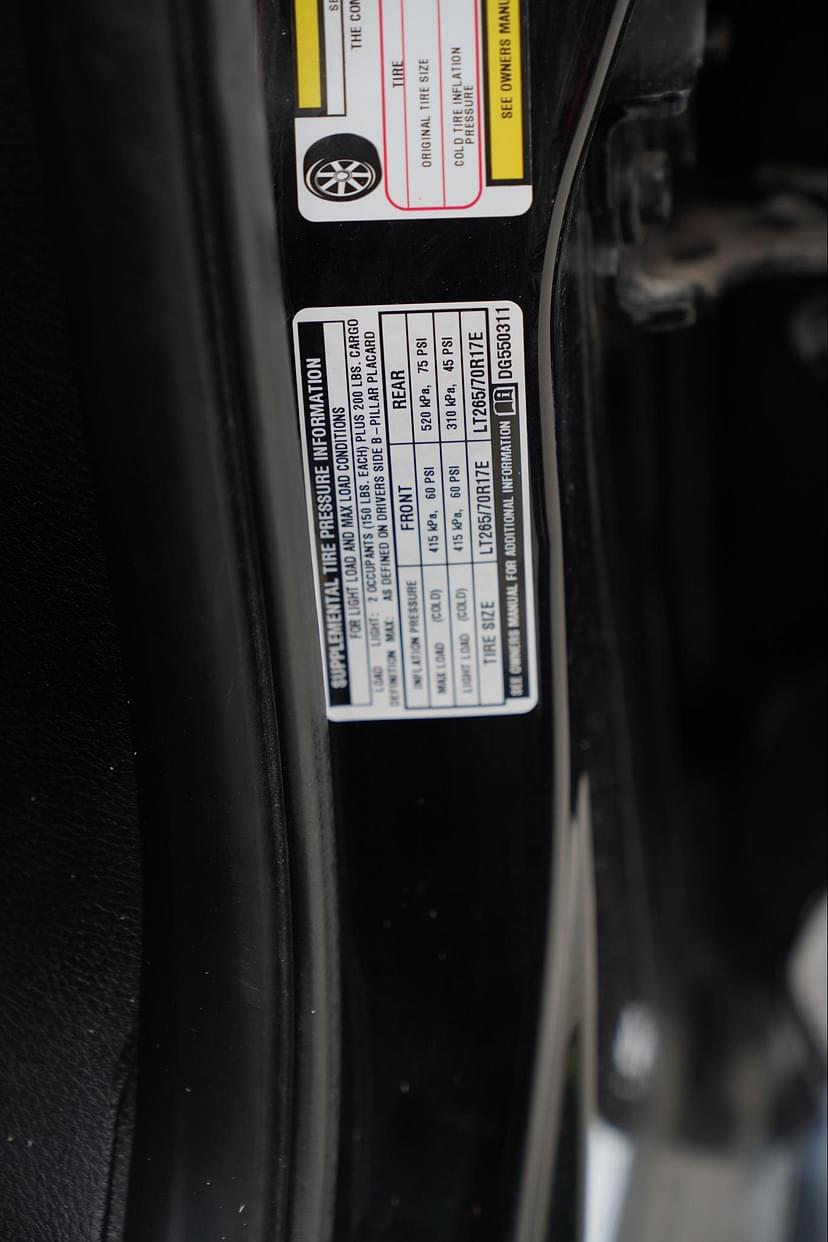 SUPPLEMENTAL TIRE PRESSURE INFORMATION
FOR LIGHT LOAD AND MAX LOAD CONDITIONS
LOAD LIGHT: 2 OCCUPANTS (150 LBS. EACH) PLUS 200 LBS. CARGO
DEFINITION MAX: AS DEFINED ON DRIVERS SIDE B-PILLAR PLACARD
INFLATION PRESSURE FRONT REAR
MAX LOAD (COLD) 415 kPa, 60 PSI 520 kPa, 75 PSI
LIGHT LOAD (COLD) 415 kPa, 60 PSI 310 kPa, 45 PSI
TIRE SIZE LT265/70R17E LT265/70R17E
SEE OWNERS MANUAL FOR ADDITIONAL INFORMATION DG550311
THE COM
TIRE
ORIGINAL TIRE SIZE
COLD TIRE INFLATION
PRESSURE
SEE OWNERS MANU